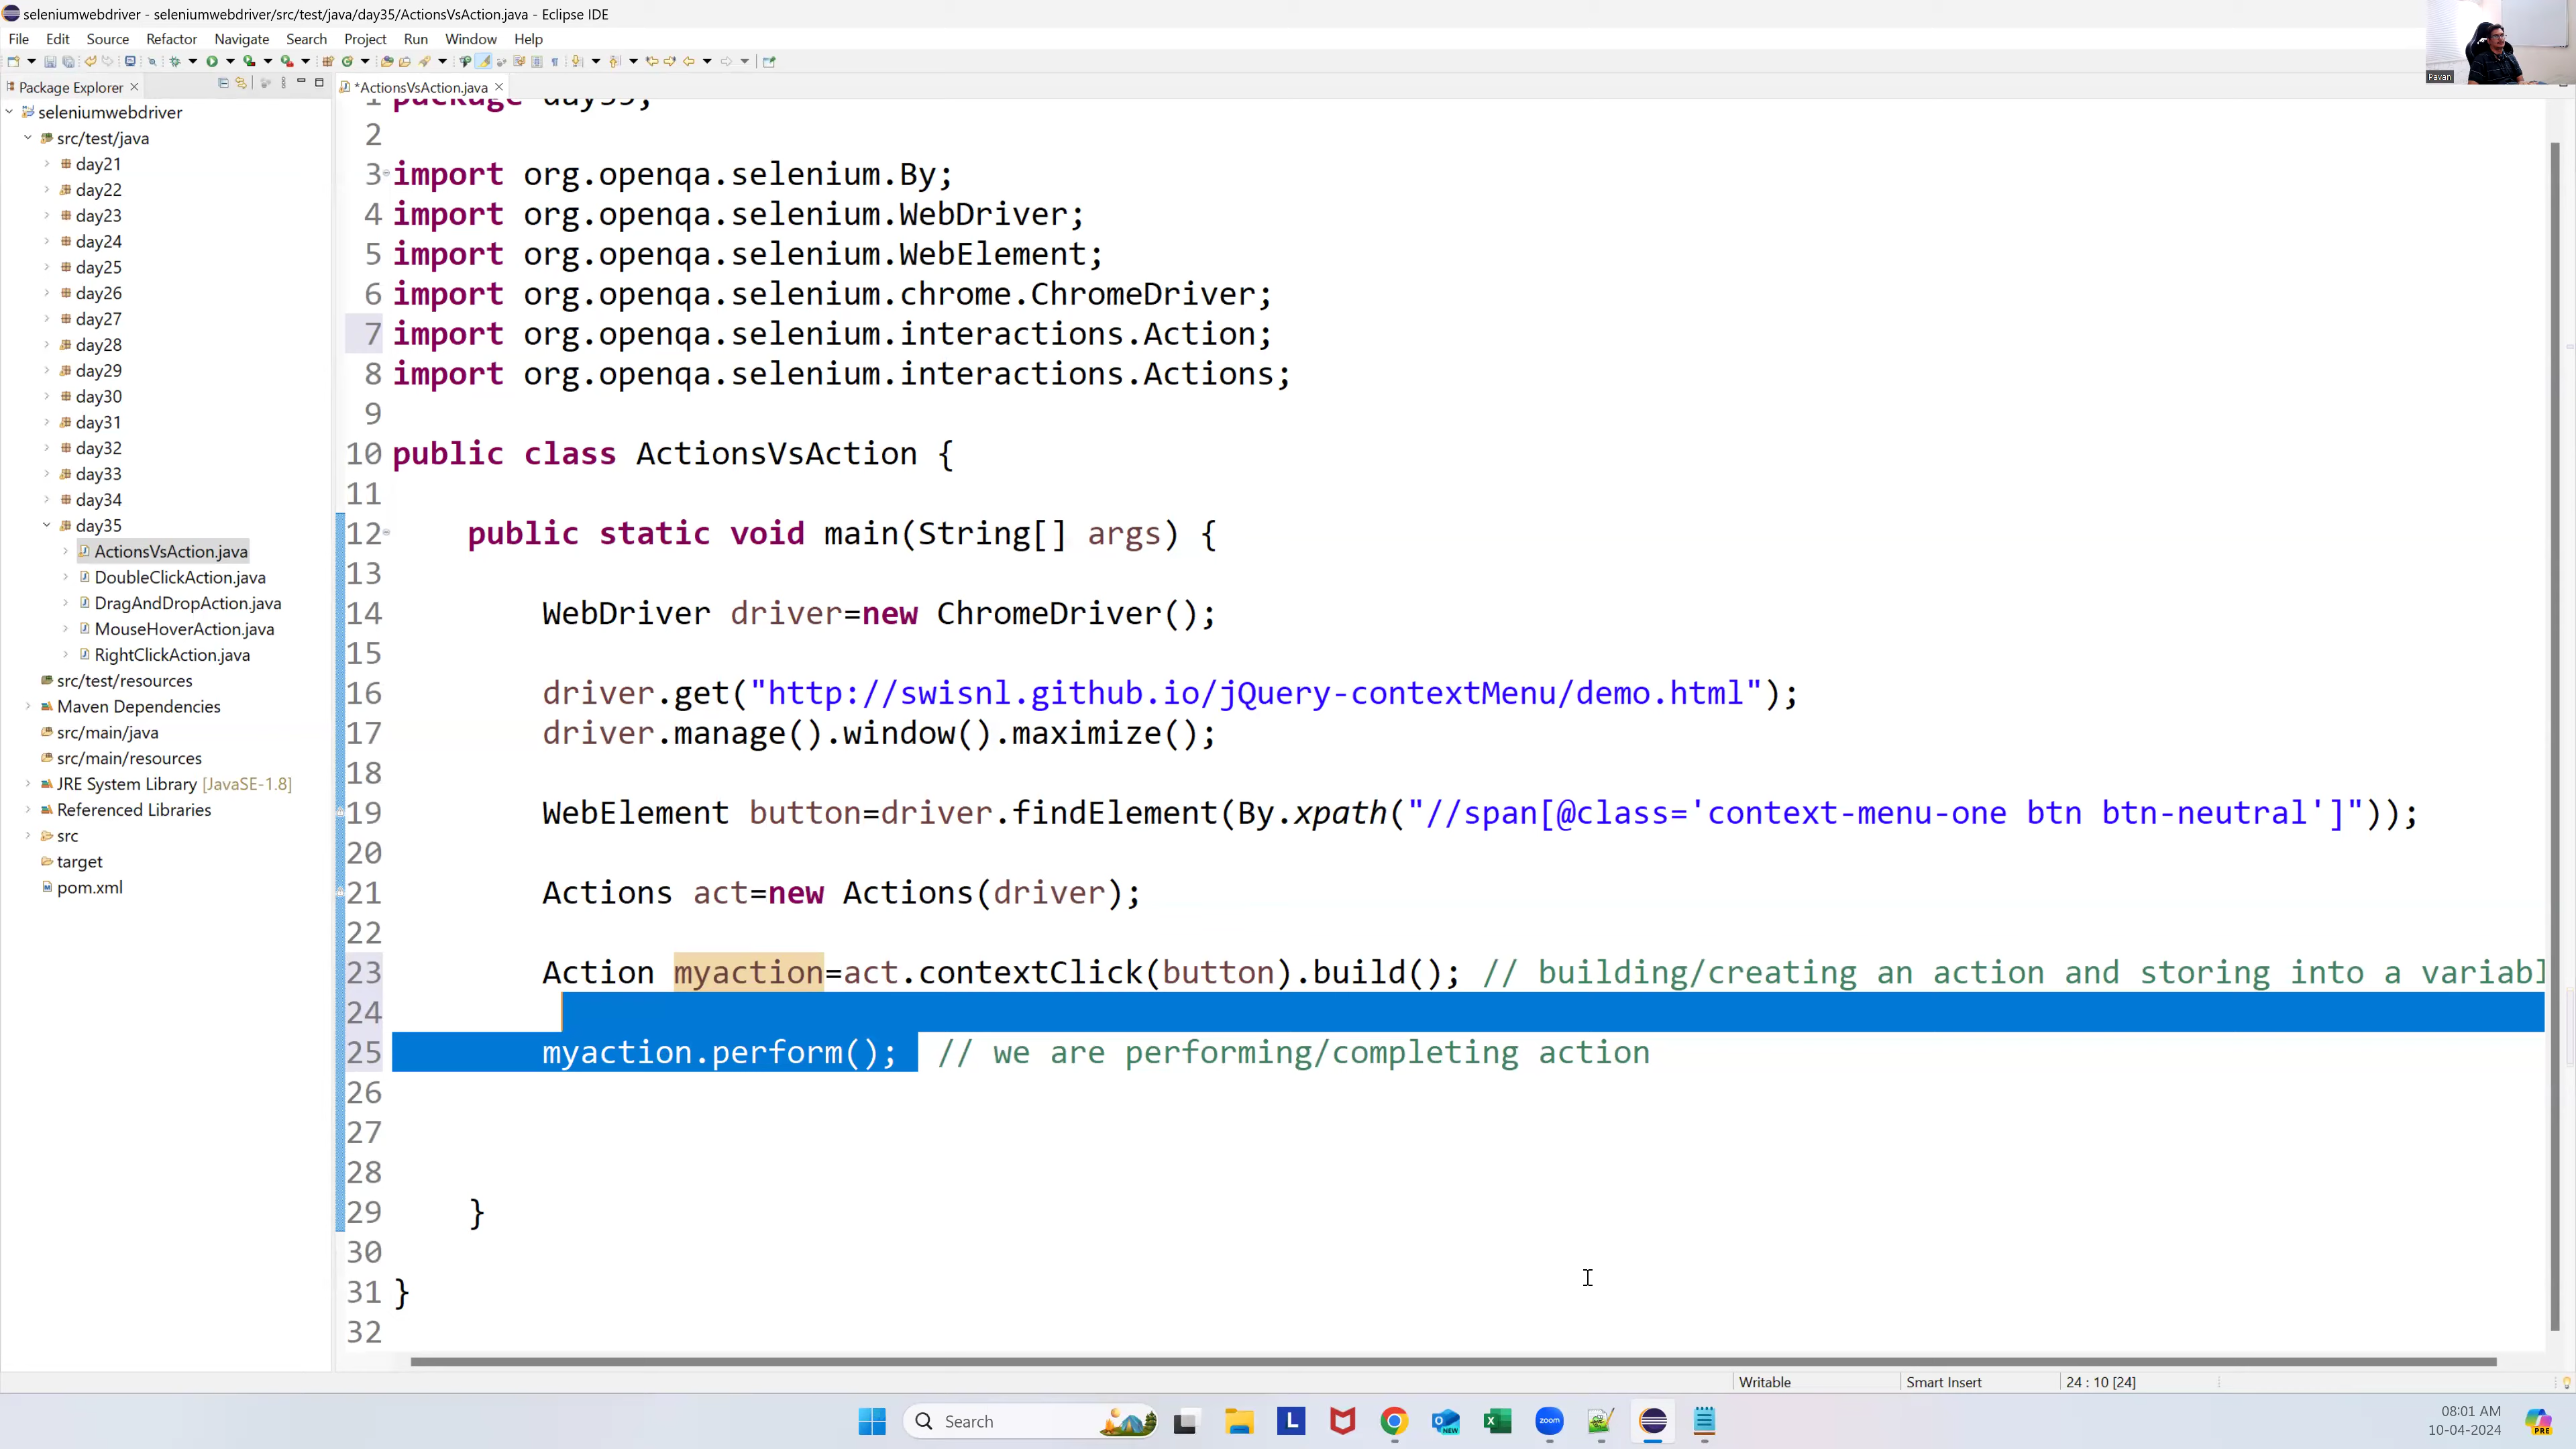 seleniumwebdriver - seleniumwebdriver/src/test/java/day35/ActionsVsAction.java - Eclipse IDE
Pavan
File Edit Source Refactor Navigate Search Project Run Window Help
Package Explorer
*ActionsVsAction.java
seleniumwebdriver
src/test/java
day21
day22
day23
day24
day25
day26
day27
day28
day29
day30
day31
day32
day33
day34
day35
ActionsVsAction.java
DoubleClickAction.java
DragAndDropAction.java
MouseHoverAction.java
RightClickAction.java
src/test/resources
Maven Dependencies
src/main/java
src/main/resources
JRE System Library [JavaSE-1.8]
Referenced Libraries
src
target
pom.xml
1 package day35;
2
3 import org.openqa.selenium.By;
4 import org.openqa.selenium.WebDriver;
5 import org.openqa.selenium.WebElement;
6 import org.openqa.selenium.chrome.ChromeDriver;
7 import org.openqa.selenium.interactions.Action;
8 import org.openqa.selenium.interactions.Actions;
9
10 public class ActionsVsAction {
11
12 public static void main(String[] args) {
13
14 WebDriver driver=new ChromeDriver();
15
16 driver.get("http://swisnl.github.io/jQuery-contextMenu/demo.html");
17 driver.manage().window().maximize();
18
19 WebElement button=driver.findElement(By.xpath("//span[@class='context-menu-one btn btn-neutral']"));
20
21 Actions act=new Actions(driver);
22
23 Action myaction=act.contextClick(button).build(); // building/creating an action and storing into a variabl
24
25 myaction.perform(); // we are performing/completing action
26
27
28
29 }
30
31 }
32
Writable Smart Insert 24 : 10 [24]
Search
L
NEW
zoom
08:01 AM
10-04-2024
PRE